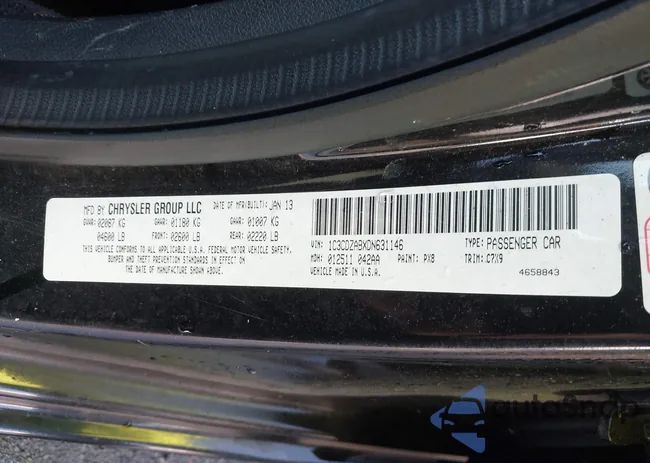 MFD BY CHRYSLER GROUP LLC DATE OF MFR(BUILT): JAN 13
GVWR: 02087 KG GAWR: 01180 KG GAWR: 01007 KG
04600 LB FRONT: 02600 LB REAR: 02220 LB
THIS VEHICLE CONFORMS TO ALL APPLICABLE U.S.A. FEDERAL MOTOR VEHICLE SAFETY,
BUMPER AND THEFT PREVENTION STANDARDS IN EFFECT ON
THE DATE OF MANUFACTURE SHOWN ABOVE.
VIN: 1C3CDZABXDN631146 TYPE: PASSENGER CAR
MDH: 012511 042AA PAINT: PX8 TRIM: C7X9
MADE IN U.S.A. 4658843
autoshop